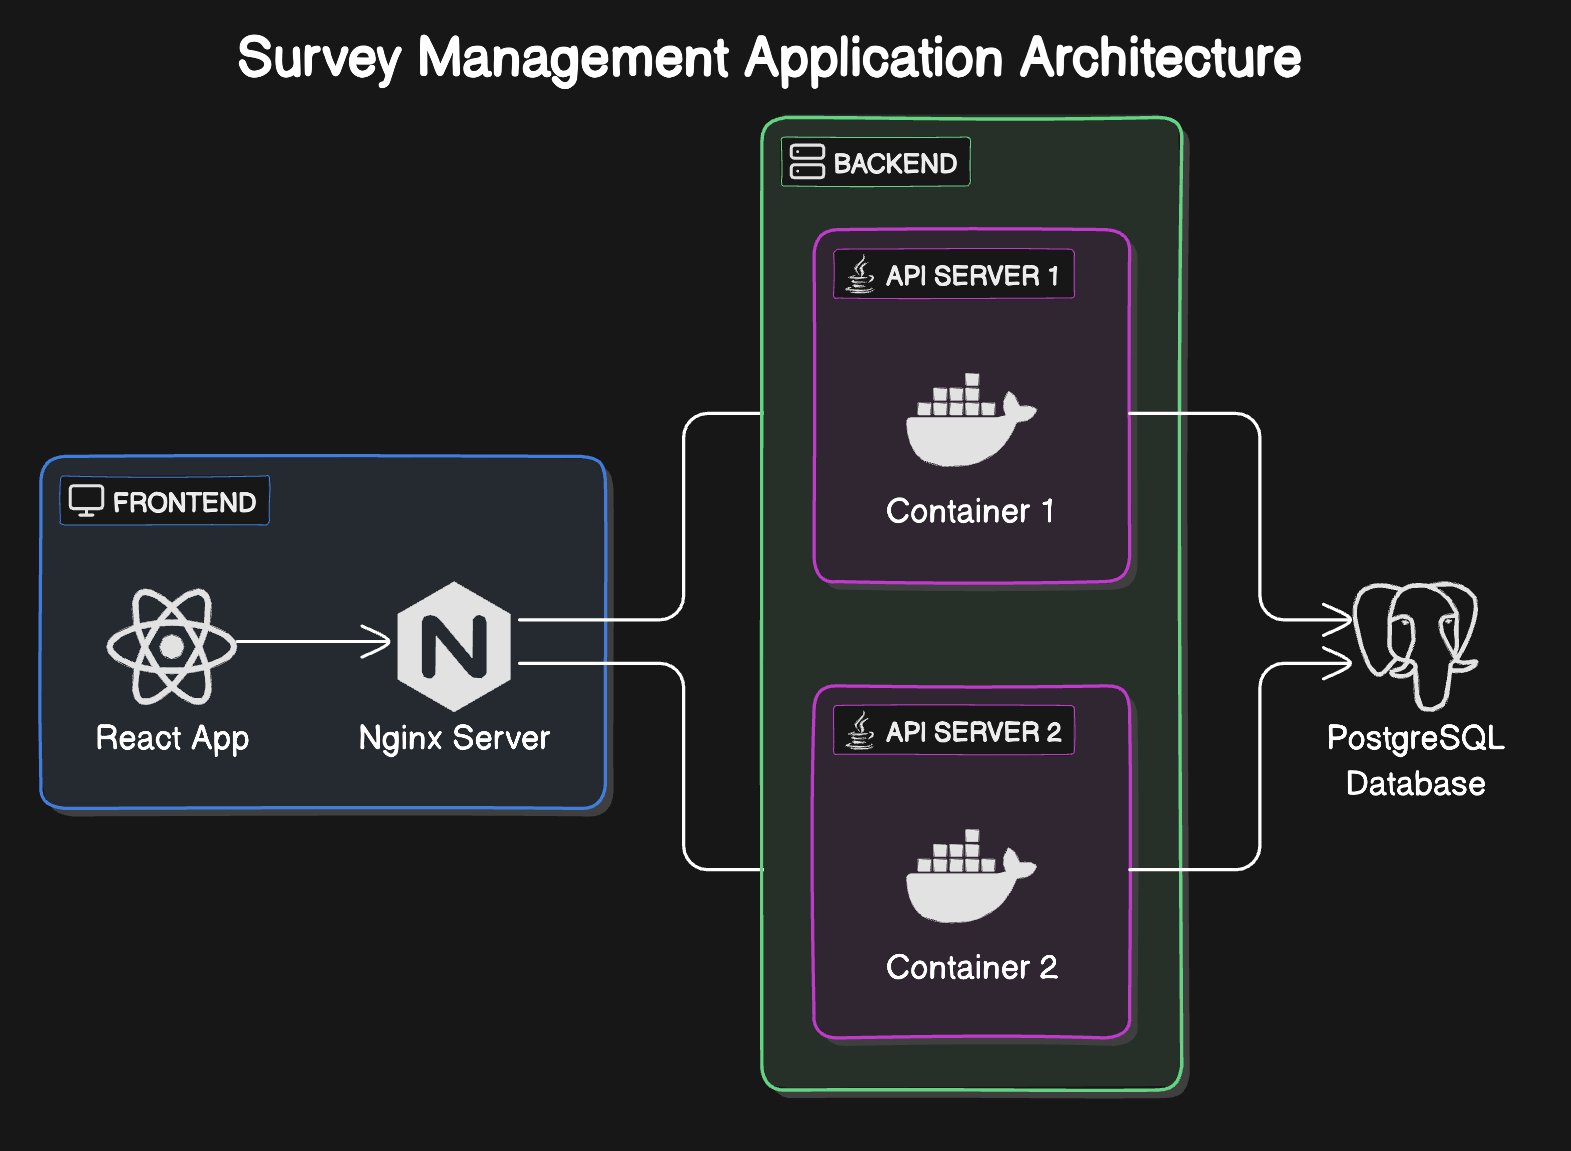 Survey Management Application Architecture
BACKEND
API SERVER 1
Container 1
FRONTEND
React App
Nginx Server
API SERVER 2
Container 2
PostgreSQL
Database